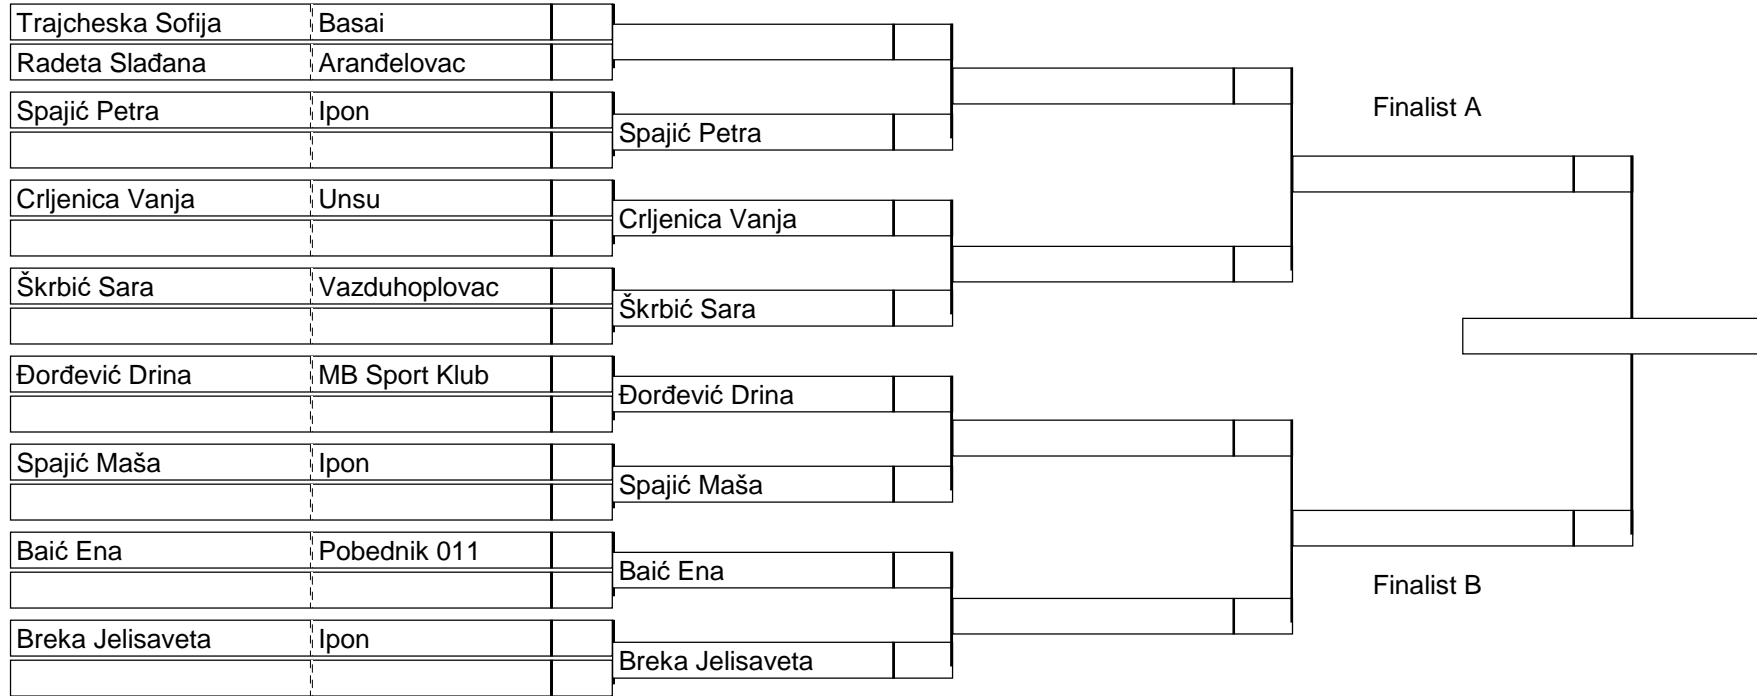 Trajcheska Sofija Basai
Radeta Slađana Aranđelovac
Spajić Petra Ipon
Spajić Petra
Finalist A
Crljenica Vanja Unsu
Crljenica Vanja
Škrbić Sara Vazduhoplovac
Škrbić Sara
Đorđević Drina MB Sport Klub
Đorđević Drina
Spajić Maša Ipon
Spajić Maša
Baić Ena Pobednik 011
Baić Ena
Finalist B
Breka Jelisaveta Ipon
Breka Jelisaveta